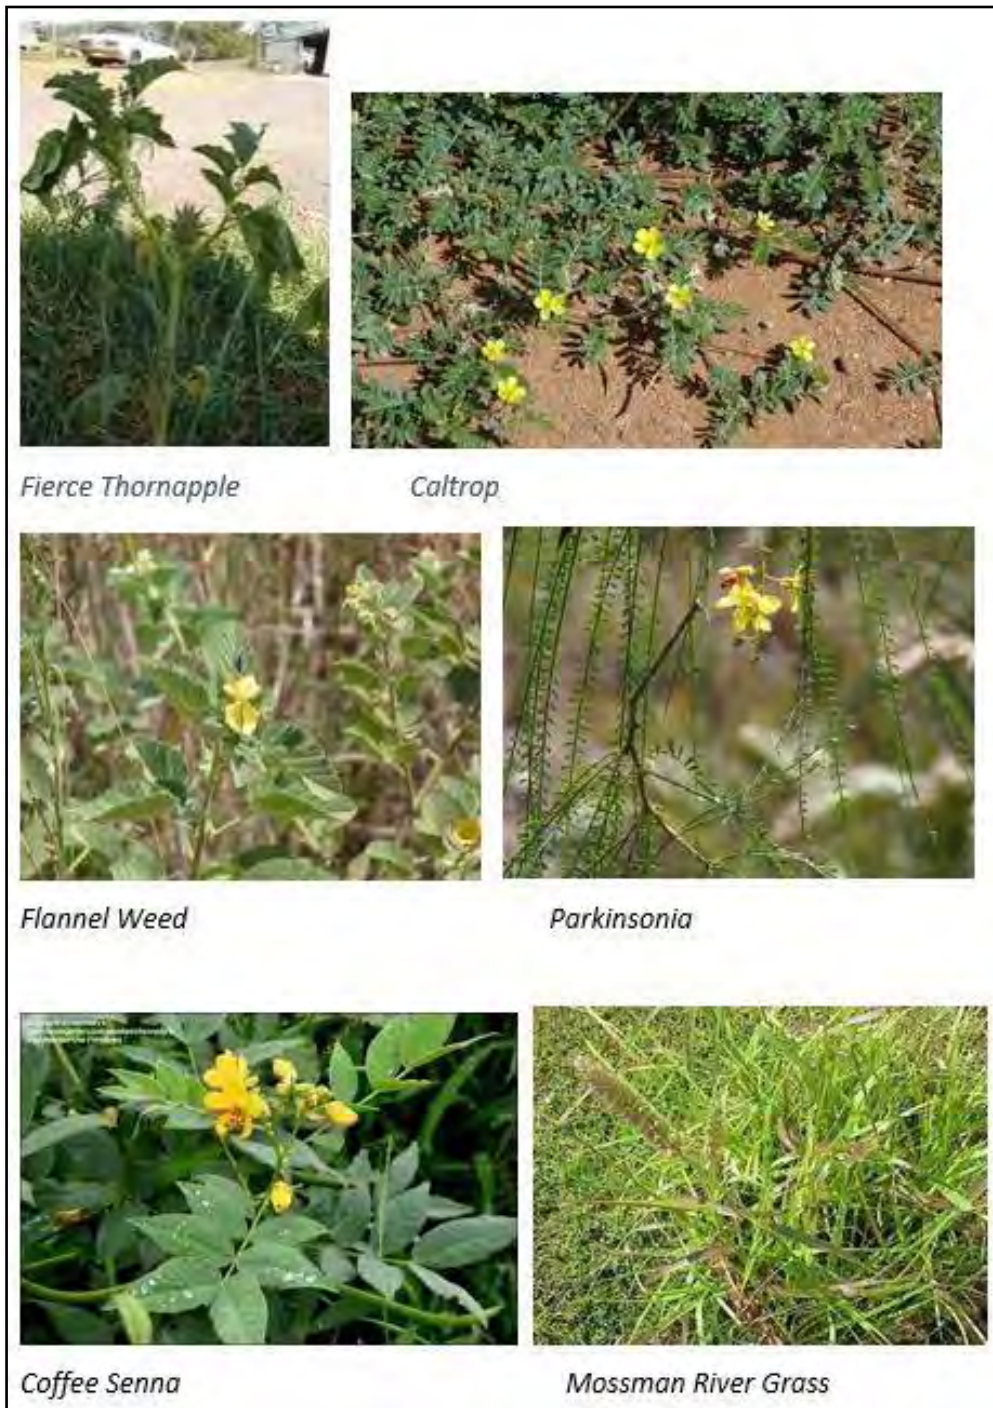 Fierce Thornapple
Caltrop
Flannel Weed
Parkinsonia
Coffee Senna
Mossman River Grass